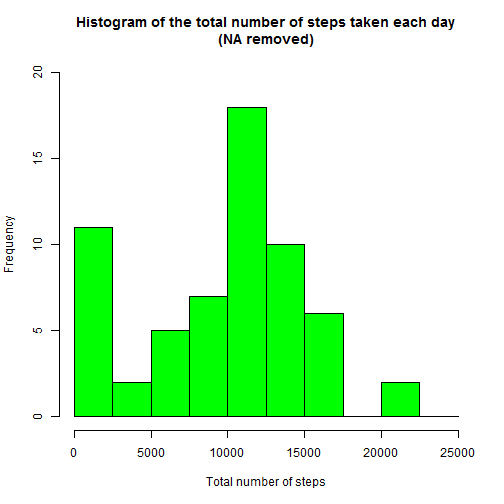 Histogram of the total number of steps taken each day
(NA removed)
Frequency
20
15
10
5
0
0 5000 10000 15000 20000 25000
Total number of steps